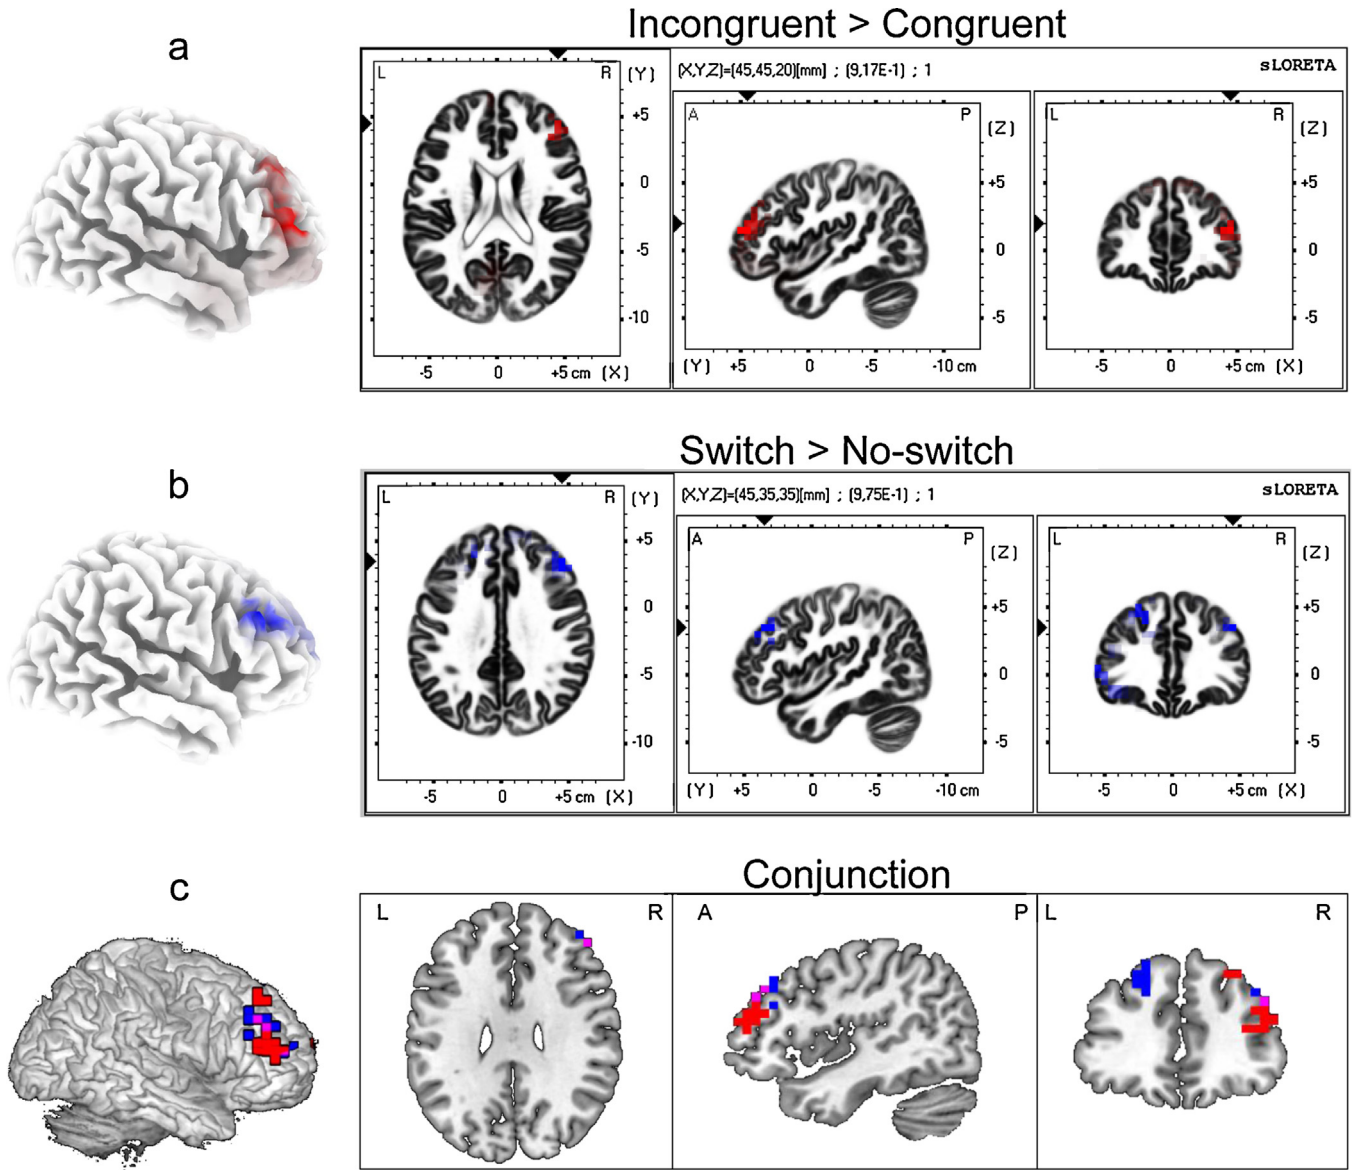 a
Incongruent > Congruent
(X,Y,Z)=(45,45,20)[mm] ; (9,17E-1) ; 1
sLORETA
L R (Y)
+5
0
-5
-10
-5 0 +5 cm (X)
A P (Z)
+5
0
-5
(Y) +5 0 -5 -10 cm
L R (Z)
+5
0
-5
-5 0 +5 cm (X)
b
Switch > No-switch
(X,Y,Z)=(45,35,35)[mm] ; (9,75E-1) ; 1
sLORETA
L R (Y)
+5
0
-5
-10
-5 0 +5 cm (X)
A P (Z)
+5
0
-5
(Y) +5 0 -5 -10 cm
L R (Z)
+5
0
-5
-5 0 +5 cm (X)
c
Conjunction
L R
A P
L R